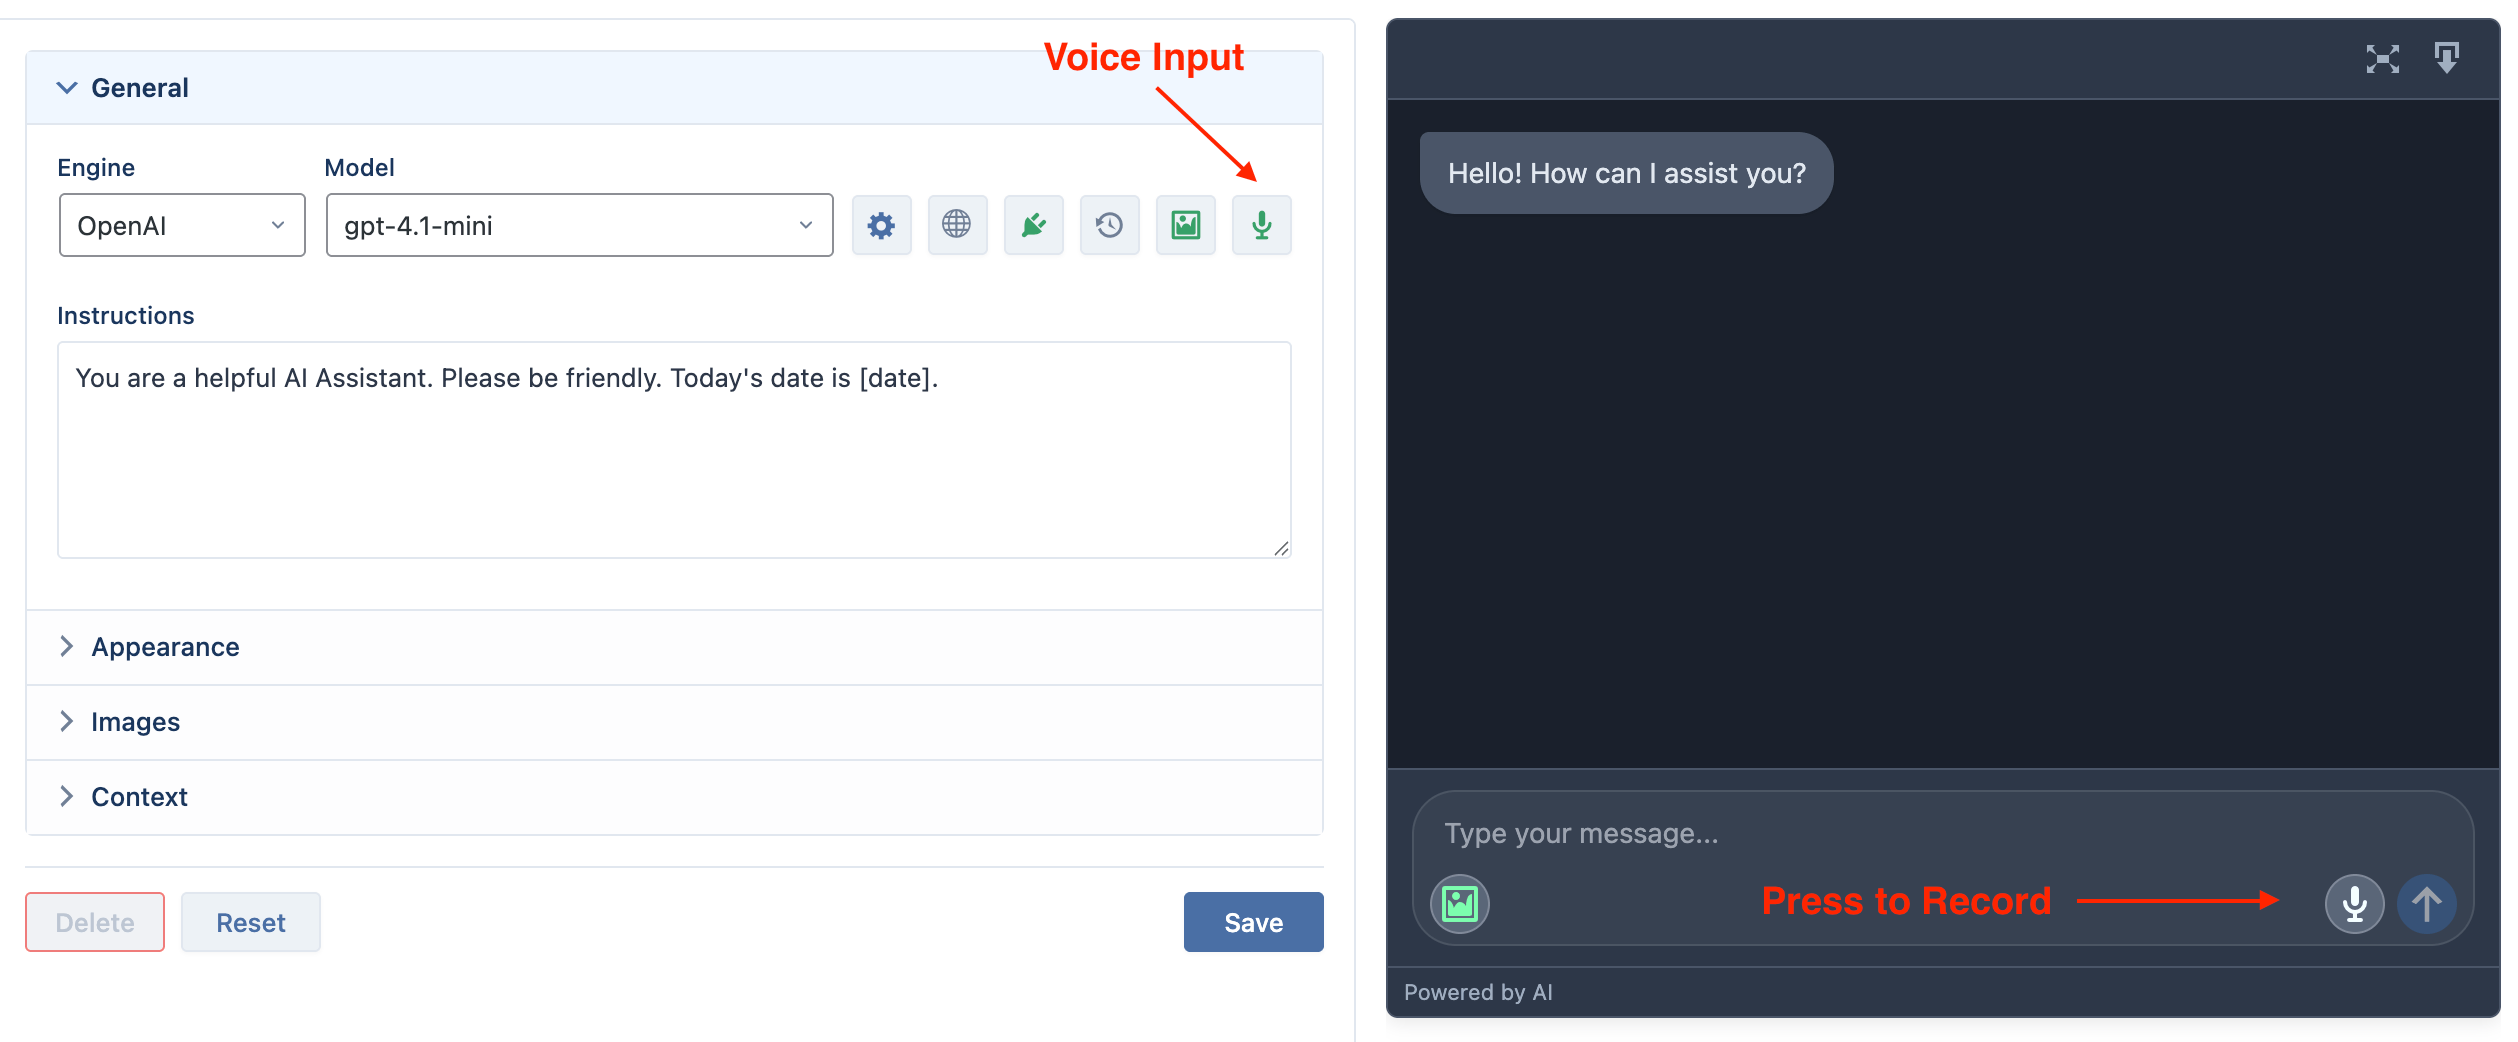 Voice Input
General
Engine
Model
OpenAI
gpt-4.1-mini
Instructions
You are a helpful AI Assistant. Please be friendly. Today's date is [date].
Appearance
Images
Context
Delete
Reset
Save
Hello! How can I assist you?
Type your message...
Press to Record
Powered by AI